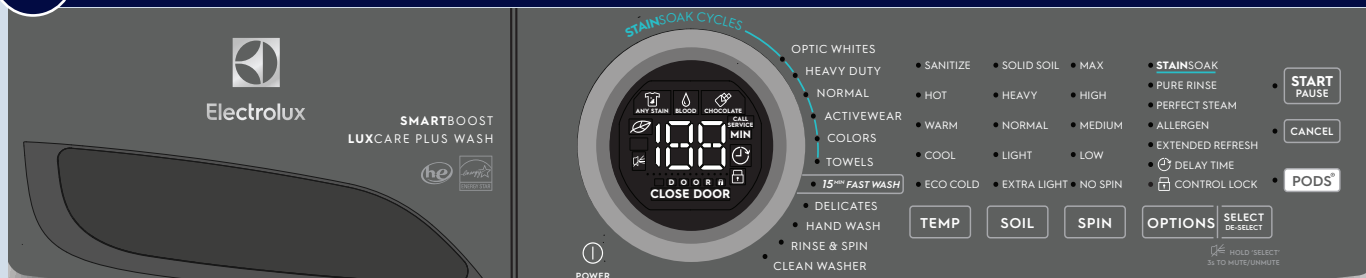 Electrolux
SMARTBOOST
LUXCARE PLUS WASH
he
ENERGY STAR
STAINSOAK CYCLES
ANY STAIN
BLOOD
CHOCOLATE
CALL
SERVICE
188
MIN
DOOR
CLOSE DOOR
POWER
OPTIC WHITES
HEAVY DUTY
NORMAL
ACTIVEWEAR
COLORS
TOWELS
15MIN FAST WASH
DELICATES
HAND WASH
RINSE & SPIN
CLEAN WASHER
SANITIZE
HOT
WARM
COOL
ECO COLD
TEMP
SOLID SOIL
HEAVY
NORMAL
LIGHT
EXTRA LIGHT
SOIL
MAX
HIGH
MEDIUM
LOW
NO SPIN
SPIN
STAINSOAK
PURE RINSE
PERFECT STEAM
ALLERGEN
EXTENDED REFRESH
DELAY TIME
CONTROL LOCK
OPTIONS
SELECT
DE-SELECT
HOLD 'SELECT'
3s TO MUTE/UNMUTE
START
PAUSE
CANCEL
PODS®